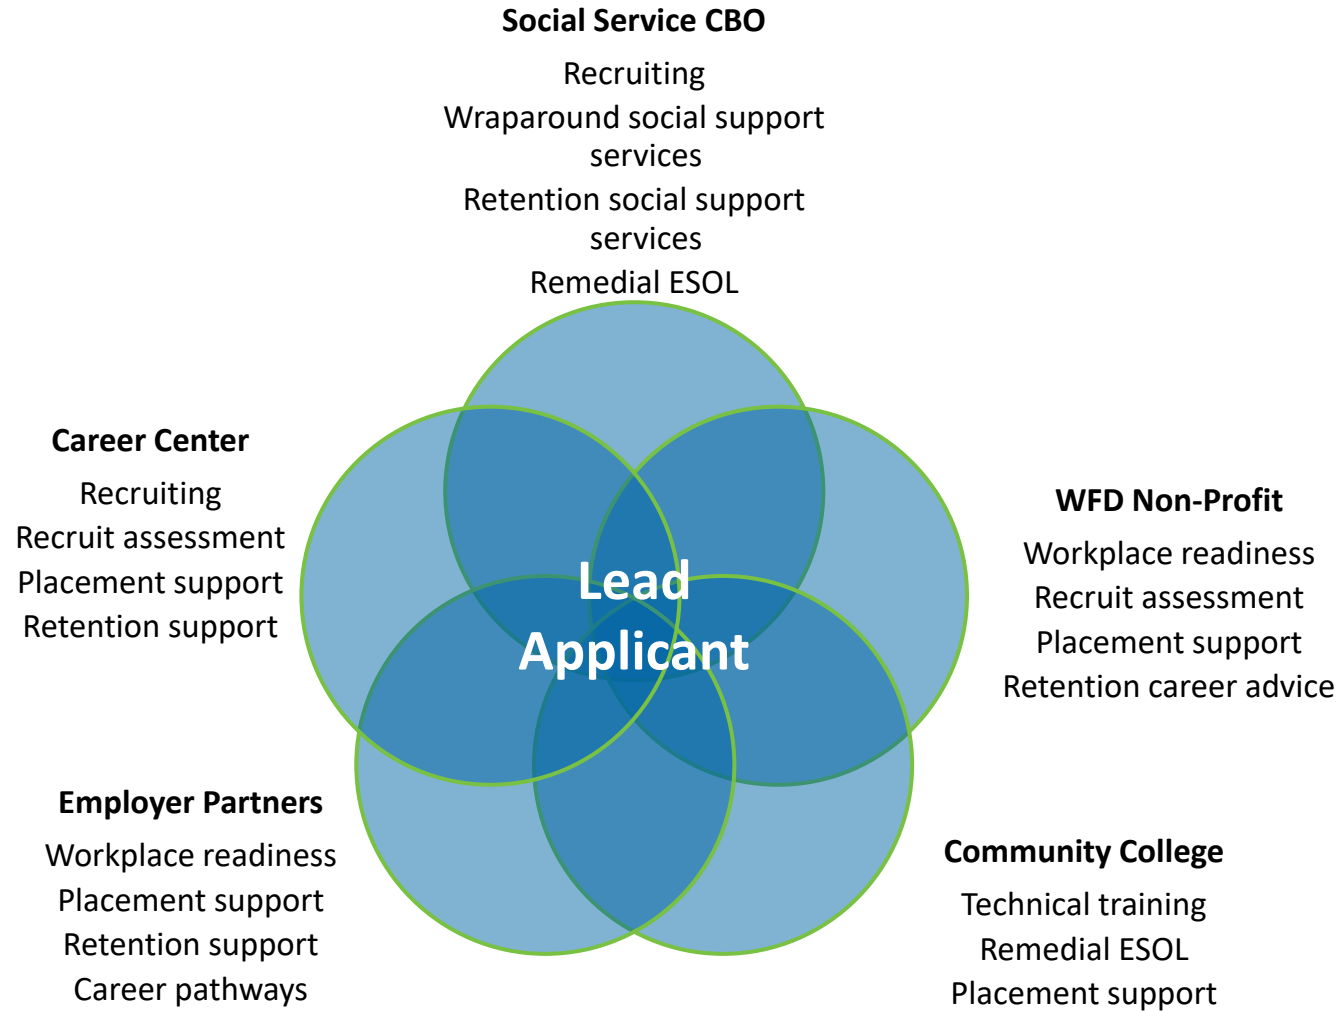 Social Service CBO
Recruiting
Wraparound social support
services
Retention social support
services
Remedial ESOL
Career Center
Recruiting
Recruit assessment
Placement support
Retention support
WFD Non-Profit
Workplace readiness
Recruit assessment
Placement support
Retention career advice
Lead
Applicant
Employer Partners
Workplace readiness
Placement support
Retention support
Career pathways
Community College
Technical training
Remedial ESOL
Placement support